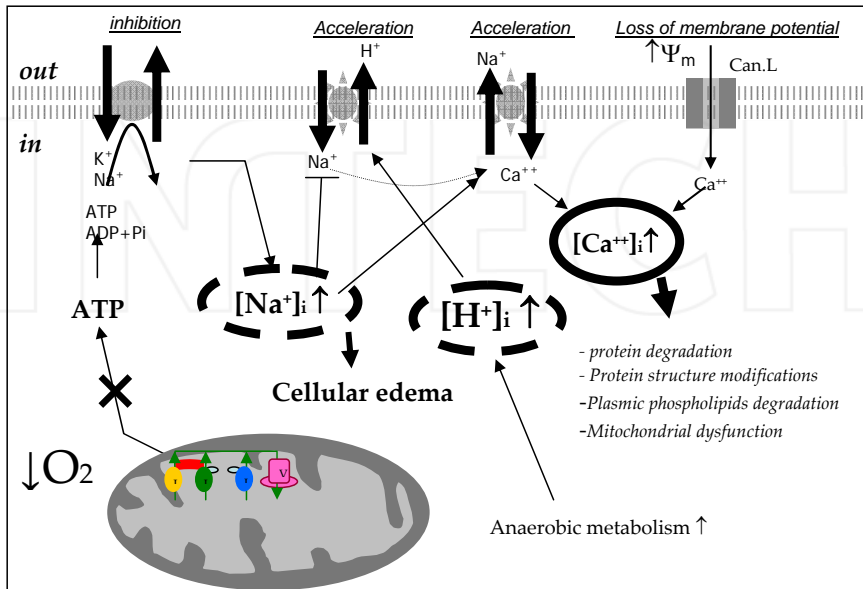 inhibition
Acceleration
Acceleration
Loss of membrane potential
H⁺
Na⁺
↑Ψm
Can.L
out
in
K⁺
Na⁺
Na⁺
Ca⁺⁺
Ca⁺⁺
ATP
ADP+Pi
[Ca⁺⁺]i↑
ATP
[Na⁺]i ↑
[H⁺]i ↑
- protein degradation
- Protein structure modifications
-Plasmic phospholipids degradation
-Mitochondrial dysfunction
Cellular edema
↓O₂
V
Anaerobic metabolism ↑
INTECH